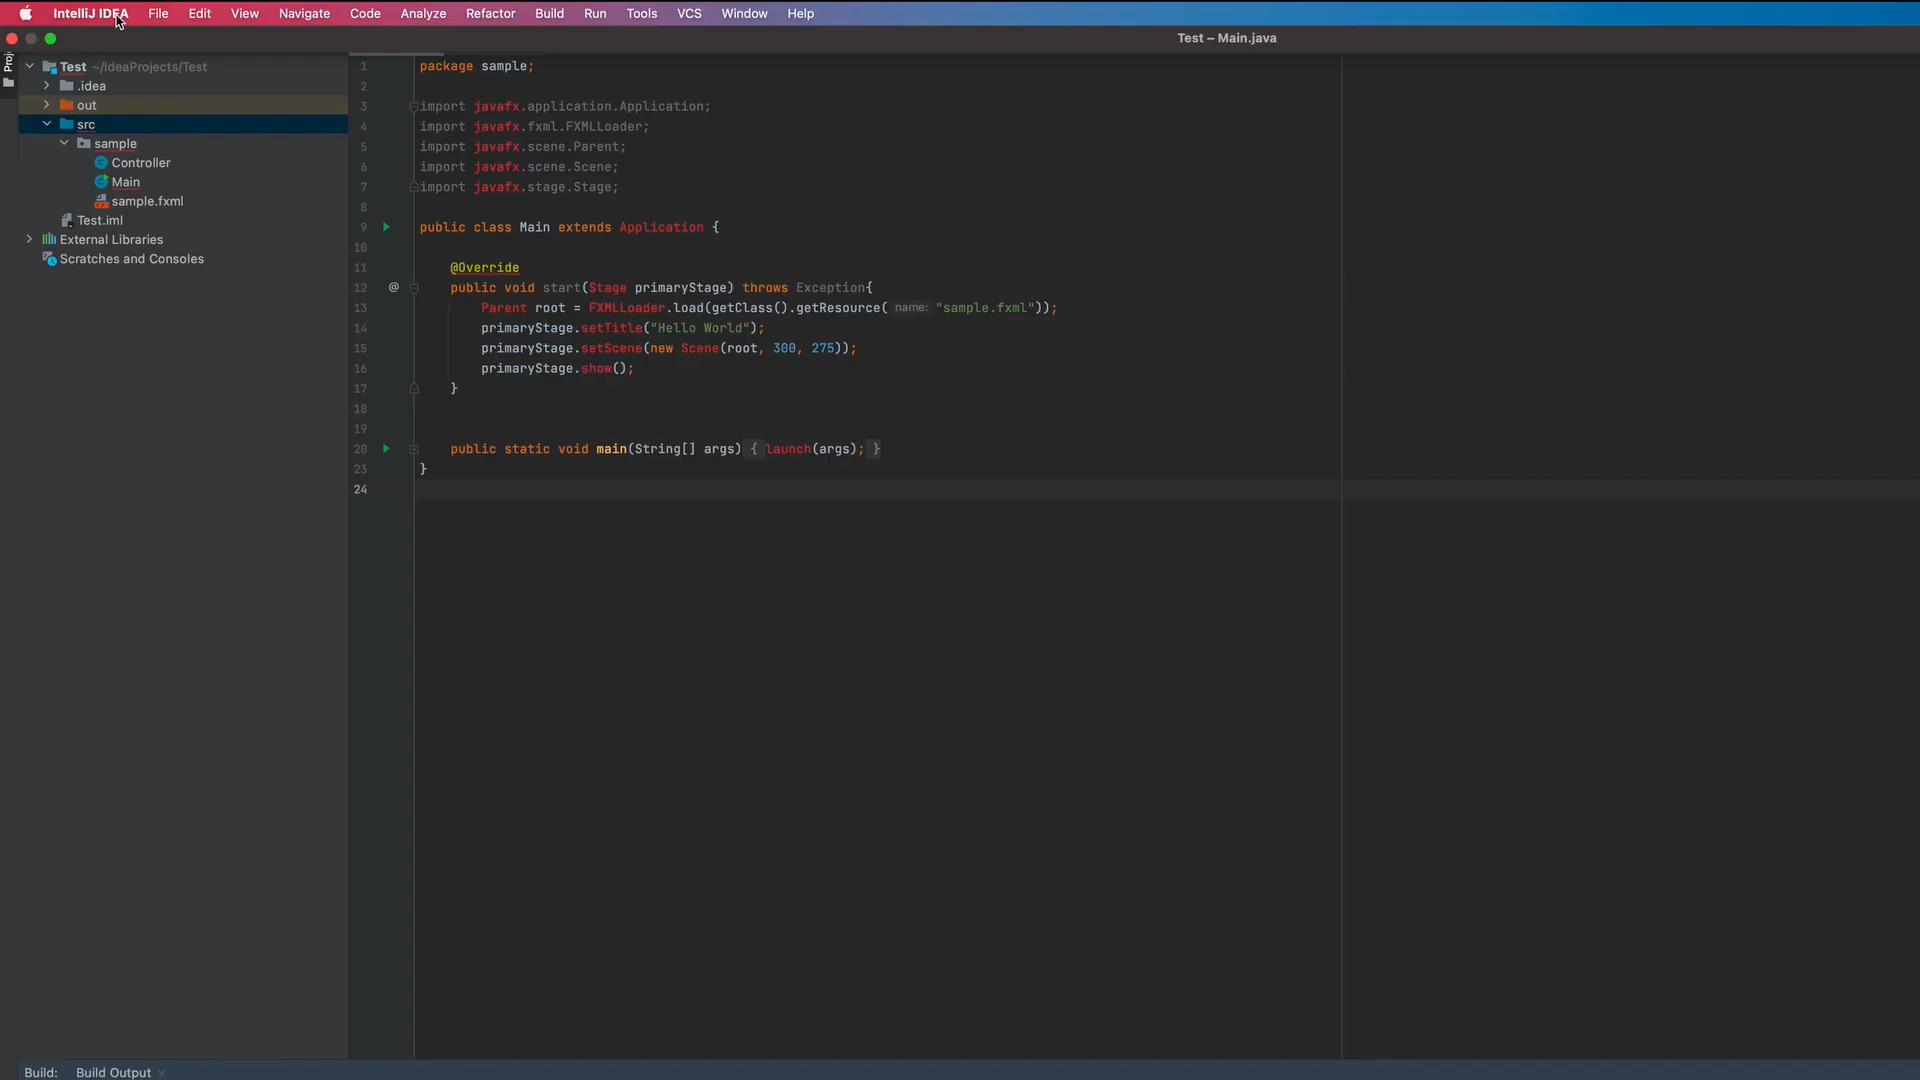 IntelliJ IDEA File Edit View Navigate Code Analyze Refactor Build Run Tools VCS Window Help
Test – Main.java
Proj
Test ~/IdeaProjects/Test
.idea
out
src
sample
Controller
Main
sample.fxml
Test.iml
External Libraries
Scratches and Consoles
1 package sample;
2
3 import javafx.application.Application;
4 import javafx.fxml.FXMLLoader;
5 import javafx.scene.Parent;
6 import javafx.scene.Scene;
7 import javafx.stage.Stage;
8
9 public class Main extends Application {
10
11 @Override
12 @ public void start(Stage primaryStage) throws Exception{
13 Parent root = FXMLLoader.load(getClass().getResource( name: "sample.fxml"));
14 primaryStage.setTitle("Hello World");
15 primaryStage.setScene(new Scene(root, 300, 275));
16 primaryStage.show();
17 }
18
19
20 public static void main(String[] args) { launch(args); }
23 }
24
Build: Build Output ×